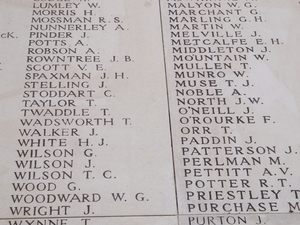 LUMLEY W.
MORRIS H.
MOSSMAN R.S.
NUNNERLEY A.
PINDER J.
POTTS A.
ROBSON A.
ROWNTREE J.B.
SCOTT V.E.
SPAXMAN J.H.
STELLING J.
STODDART C.
TAYLOR T.
TWADDLE T.
WADSWORTH T.
WALKER J.
WHITE H.J.
WILSON G.
WILSON J.
WILSON T.C.
WOOD G.
WOODWARD W.G.
WRIGHT J.
WYNNE T.
MALYON W.G.
MARCHANT G.
MARLING G.H.
MARTIN W.
MELVILLE J.
METCALFE E.H.
MIDDLETON J.
MOUNTAIN W.
MULLEN T.
MUNRO W.
MUSE T.J.
NOBLE A.
NORTH J.W.
O'NEILL J.
O'ROURKE F.
ORR T.
PADDIN J.
PATTERSON J.
PERLMAN M.
PETTITT A.V.
POTTER R.T.
PRIESTLEY T
PURCHASE M
PURTON J.